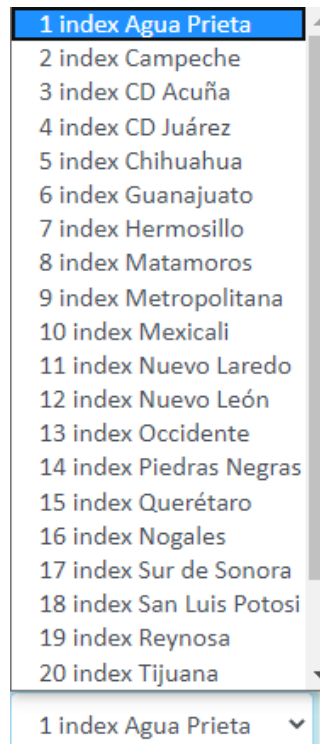 1 index Agua Prieta
2 index Campeche
3 index CD Acuña
4 index CD Juárez
5 index Chihuahua
6 index Guanajuato
7 index Hermosillo
8 index Matamoros
9 index Metropolitana
10 index Mexicali
11 index Nuevo Laredo
12 index Nuevo León
13 index Occidente
14 index Piedras Negras
15 index Querétaro
16 index Nogales
17 index Sur de Sonora
18 index San Luis Potosi
19 index Reynosa
20 index Tijuana
1 index Agua Prieta